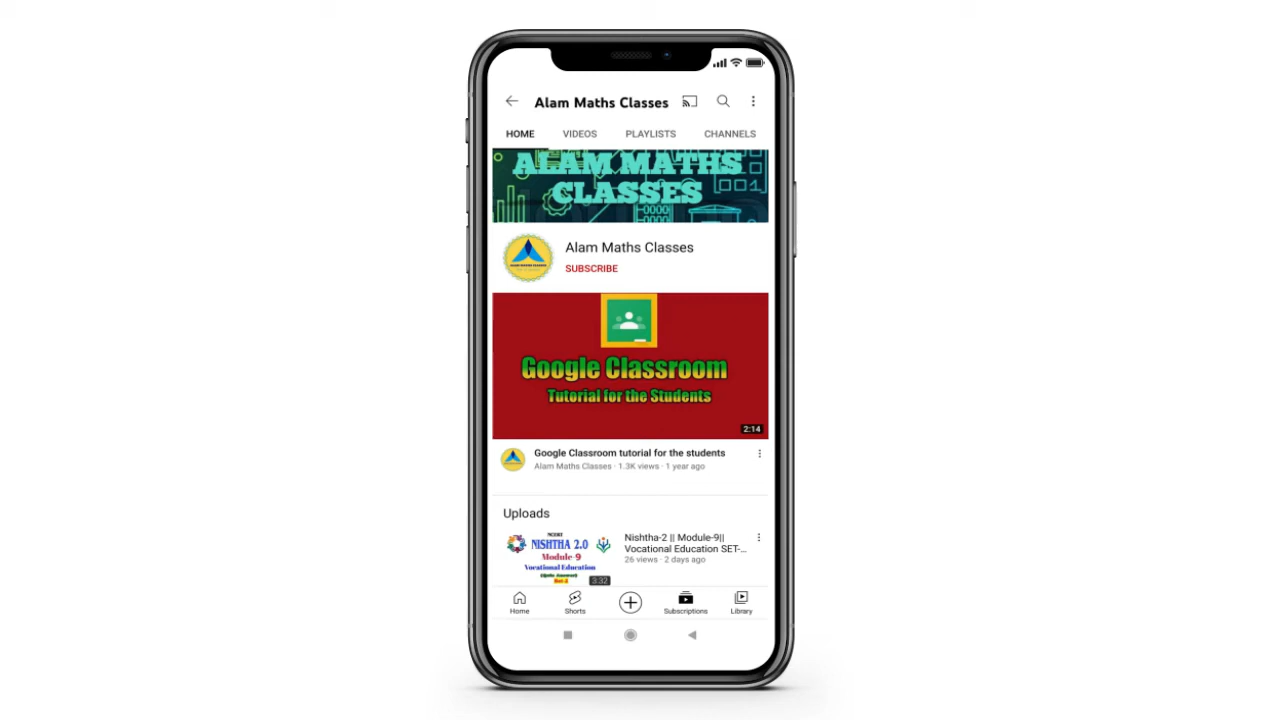 Alam Maths Classes
HOME VIDEOS PLAYLISTS CHANNELS
ALAM MATHS
CLASSES
Alam Maths Classes
SUBSCRIBE
Google Classroom
Tutorial for the Students
2:14
Google Classroom tutorial for the students
Alam Maths Classes · 1.3K views · 1 year ago
Uploads
NISHTHA 2.0
Module-9
Vocational Education
3:32
Nishtha-2 || Module-9||
Vocational Education SET-...
26 views · 2 days ago
Home Shorts Subscriptions Library